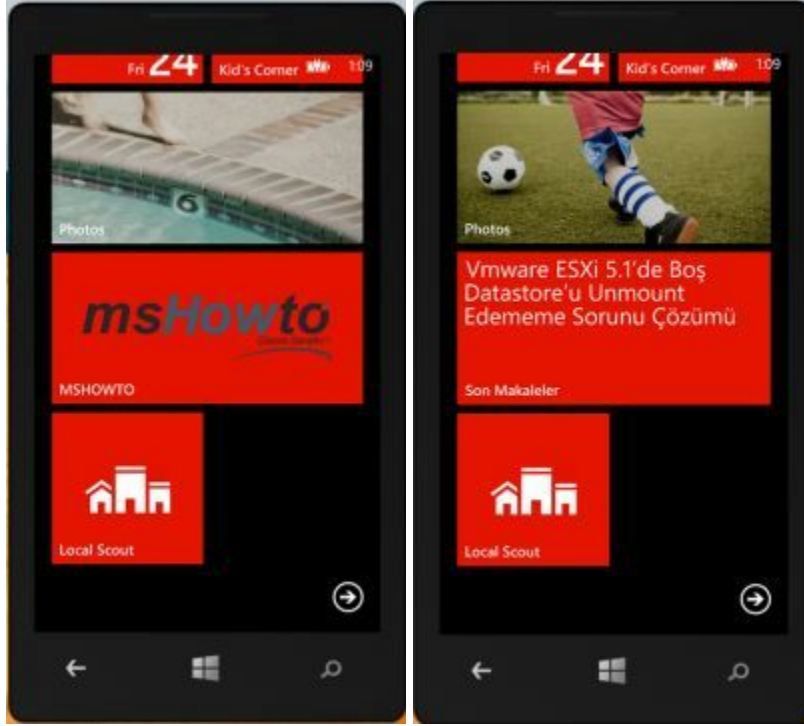 Fri 24
Kid's Corner
1:09
6
Photos
msHowto
MSHOWTO
Local Scout
Fri 24
Kid's Corner
1:09
Photos
Vmware ESXi 5.1'de Boş
Datastore'u Unmount
Edememe Sorunu Çözümü
Son Makaleler
Local Scout